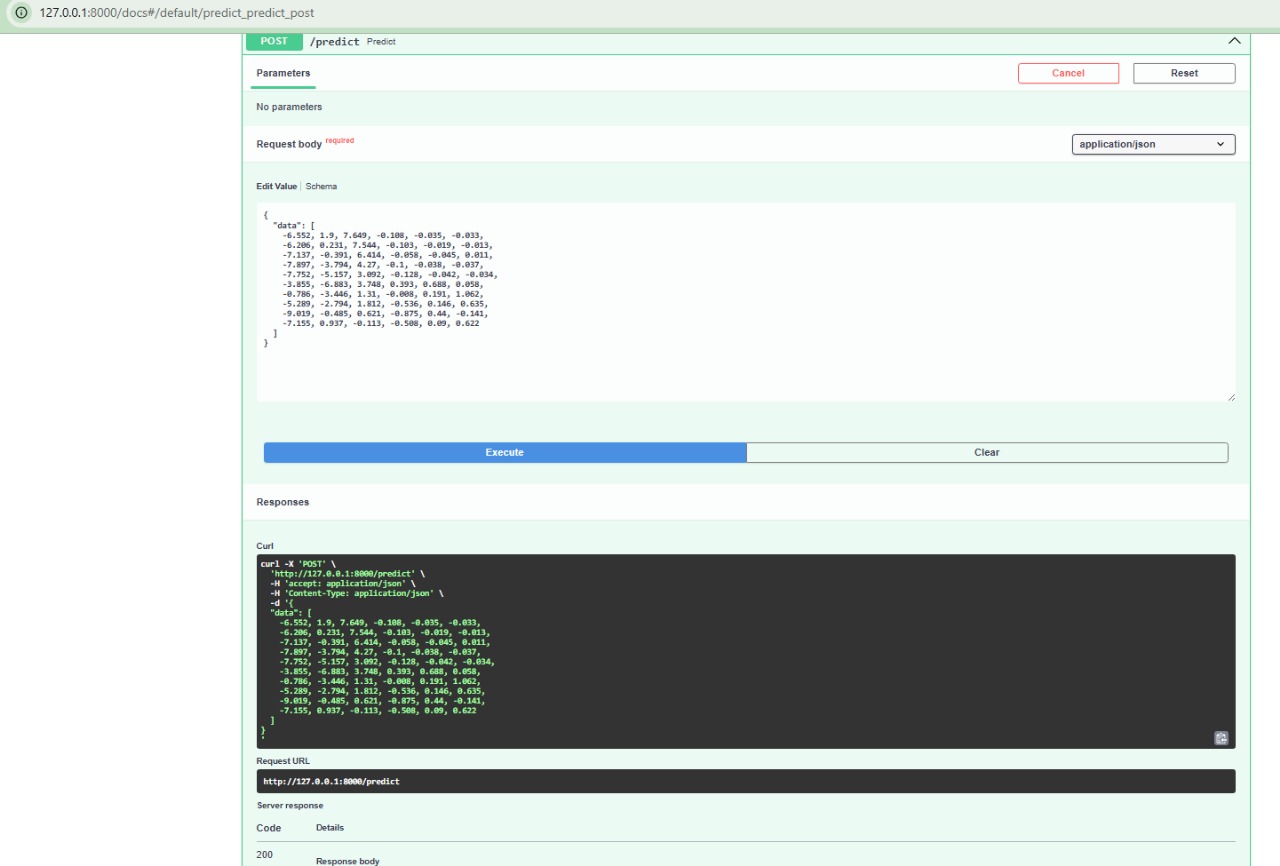 127.0.0.1:8000/docs#/default/predict_predict_post
POST /predict Predict
Parameters Cancel Reset
No parameters
Request body required application/json
Edit Value Schema
{
"data": [
-6.552, 1.9, 7.649, -0.108, -0.035, -0.033,
-6.206, 0.231, 7.544, -0.103, -0.019, -0.013,
-7.137, -0.391, 6.414, -0.058, -0.045, 0.011,
-7.897, -3.794, 4.27, -0.1, -0.038, -0.037,
-7.752, -5.157, 3.092, -0.128, -0.042, -0.034,
-3.855, -6.883, 3.748, 0.393, 0.688, 0.058,
-0.786, -3.446, 1.31, -0.008, 0.191, 1.062,
-5.289, -2.794, 1.812, -0.536, 0.146, 0.635,
-9.019, -0.485, 0.621, -0.875, 0.44, -0.141,
-7.155, 0.937, -0.113, -0.508, 0.09, 0.622
]
}
Execute Clear
Responses
Curl
curl -X 'POST' \
'http://127.0.0.1:8000/predict' \
-H 'accept: application/json' \
-H 'Content-Type: application/json' \
-d '{
"data": [
-6.552, 1.9, 7.649, -0.108, -0.035, -0.033,
-6.206, 0.231, 7.544, -0.103, -0.019, -0.013,
-7.137, -0.391, 6.414, -0.058, -0.045, 0.011,
-7.897, -3.794, 4.27, -0.1, -0.038, -0.037,
-7.752, -5.157, 3.092, -0.128, -0.042, -0.034,
-3.855, -6.883, 3.748, 0.393, 0.688, 0.058,
-0.786, -3.446, 1.31, -0.008, 0.191, 1.062,
-5.289, -2.794, 1.812, -0.536, 0.146, 0.635,
-9.019, -0.485, 0.621, -0.875, 0.44, -0.141,
-7.155, 0.937, -0.113, -0.508, 0.09, 0.622
]
}
'
Request URL
http://127.0.0.1:8000/predict
Server response
Code Details
200
Response body